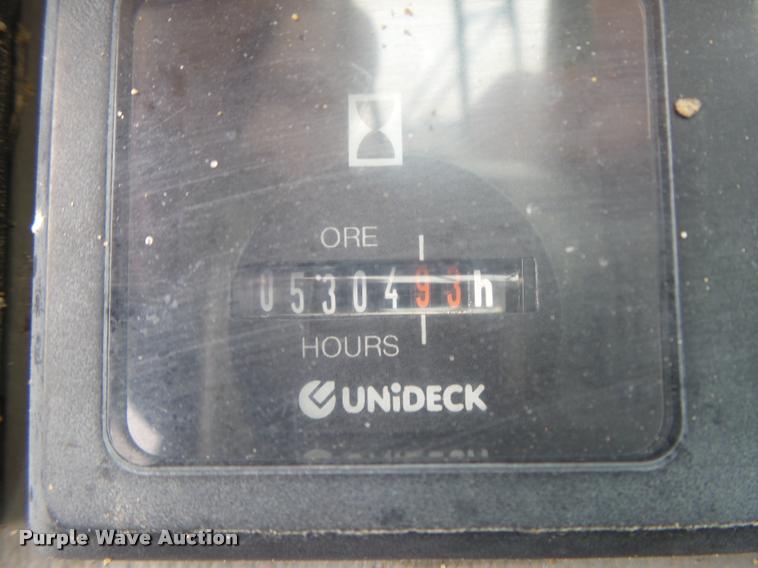 ORE
0530493h
HOURS
UNiDECK
Purple Wave Auction